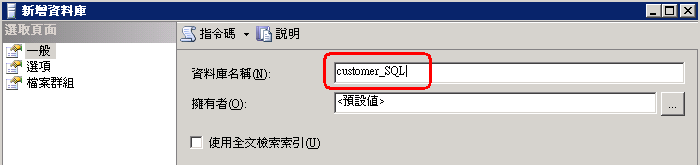 新增資料庫
選取頁面
一般
選項
檔案群組
指令碼 說明
資料庫名稱(N): customer_SQL
擁有者(O): <預設值> ...
使用全文檢索索引(U)